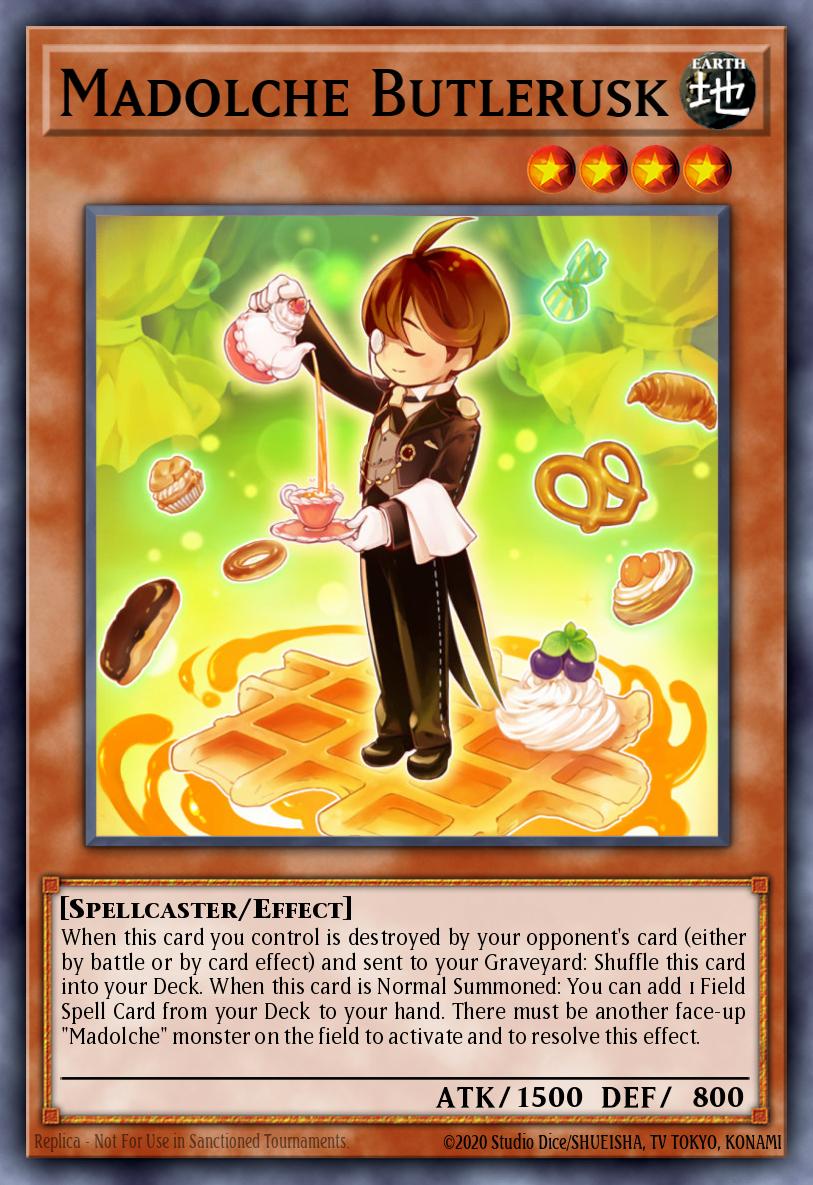 Madolche Butlerusk
EARTH
地
[Spellcaster/Effect]
When this card you control is destroyed by your opponent's card (either
by battle or by card effect) and sent to your Graveyard: Shuffle this card
into your Deck. When this card is Normal Summoned: You can add 1 Field
Spell Card from your Deck to your hand. There must be another face-up
"Madolche" monster on the field to activate and to resolve this effect.
ATK/1500 DEF/ 800
Replica - Not For Use in Sanctioned Tournaments.
©2020 Studio Dice/SHUEISHA, TV TOKYO, KONAMI